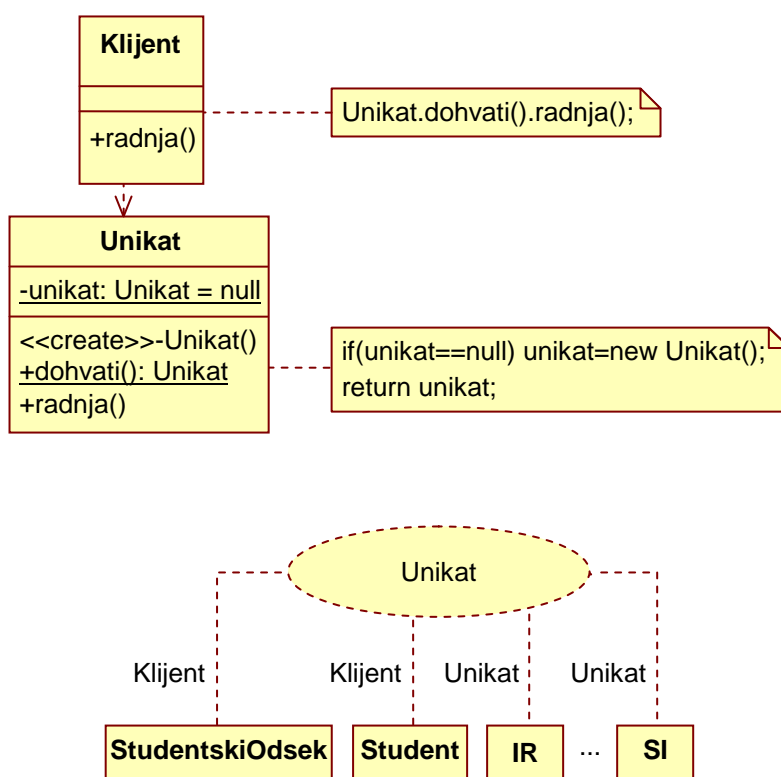 Klijent
+radnja()
Unikat.dohvati().radnja();
Unikat
-unikat: Unikat = null
<<create>>-Unikat()
+dohvati(): Unikat
+radnja()
if(unikat==null) unikat=new Unikat();
return unikat;
Unikat
Klijent Klijent Unikat Unikat
StudentskiOdsek Student IR ... SI